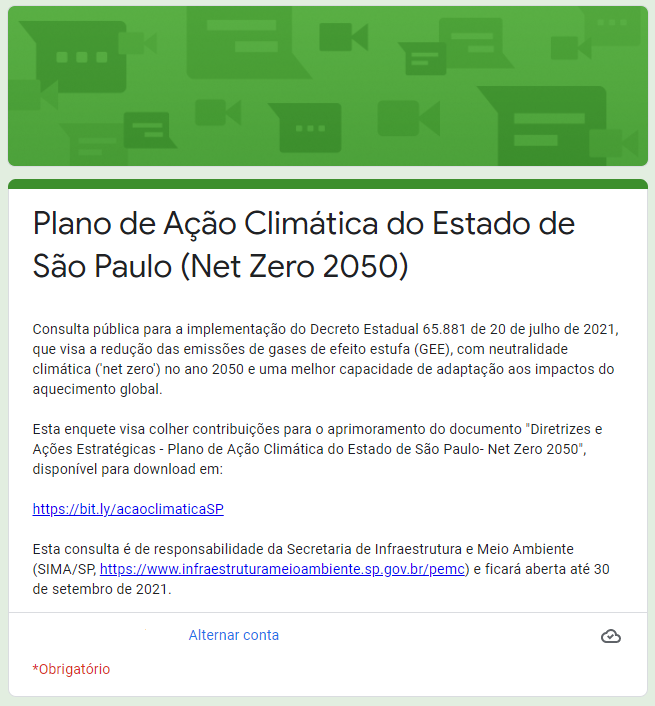 Plano de Ação Climática do Estado de
São Paulo (Net Zero 2050)
Consulta pública para a implementação do Decreto Estadual 65.881 de 20 de julho de 2021,
que visa a redução das emissões de gases de efeito estufa (GEE), com neutralidade
climática ('net zero') no ano 2050 e uma melhor capacidade de adaptação aos impactos do
aquecimento global.
Esta enquete visa colher contribuições para o aprimoramento do documento "Diretrizes e
Ações Estratégicas - Plano de Ação Climática do Estado de São Paulo- Net Zero 2050",
disponível para download em:
https://bit.ly/acaoclimaticaSP
Esta consulta é de responsabilidade da Secretaria de Infraestrutura e Meio Ambiente
(SIMA/SP, https://www.infraestruturameioambiente.sp.gov.br/pemc) e ficará aberta até 30
de setembro de 2021.
Alternar conta
*Obrigatório